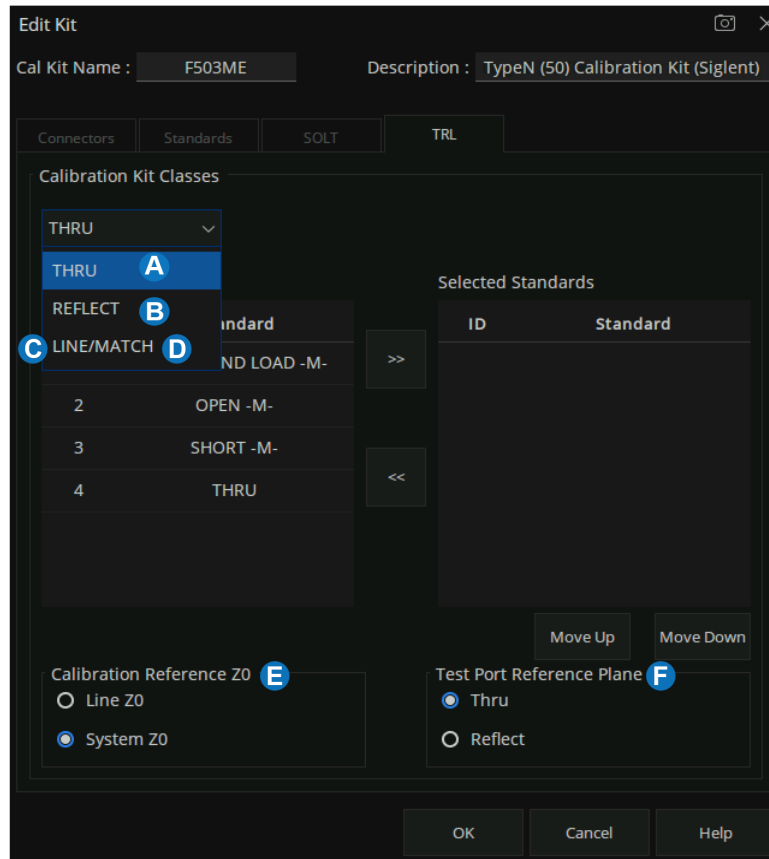 Edit Kit
Cal Kit Name : F503ME Description : TypeN (50) Calibration Kit (Siglent)
Connectors Standards SOLT TRL
Calibration Kit Classes
THRU
THRU A
REFLECT B
C LINE/MATCH D
Selected Standards
ndard ID Standard
ND LOAD -M- >>
2 OPEN -M-
3 SHORT -M-
4 THRU <<
Move Up Move Down
Calibration Reference Z0 E Test Port Reference Plane F
Line Z0 Thru
System Z0 Reflect
OK Cancel Help